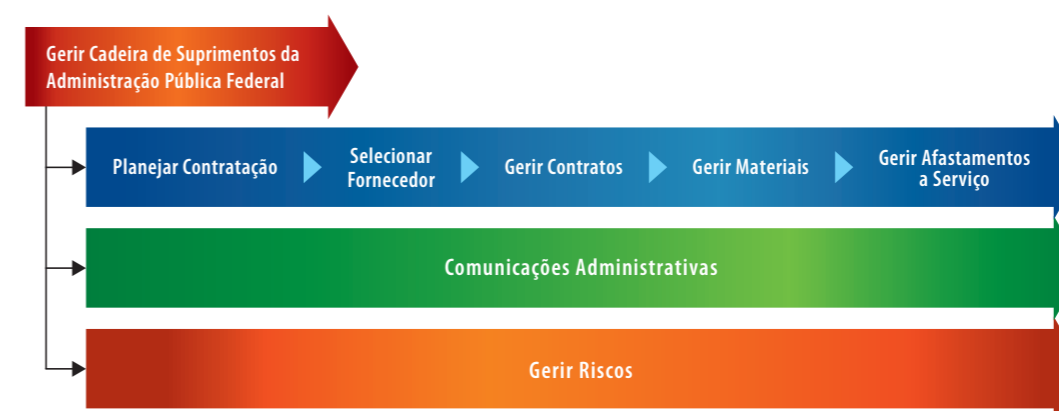 Gerir Cadeira de Suprimentos da
Administração Pública Federal
Planejar Contratação
Selecionar
Fornecedor
Gerir Contratos
Gerir Materiais
Gerir Afastamentos
a Serviço
Comunicações Administrativas
Gerir Riscos